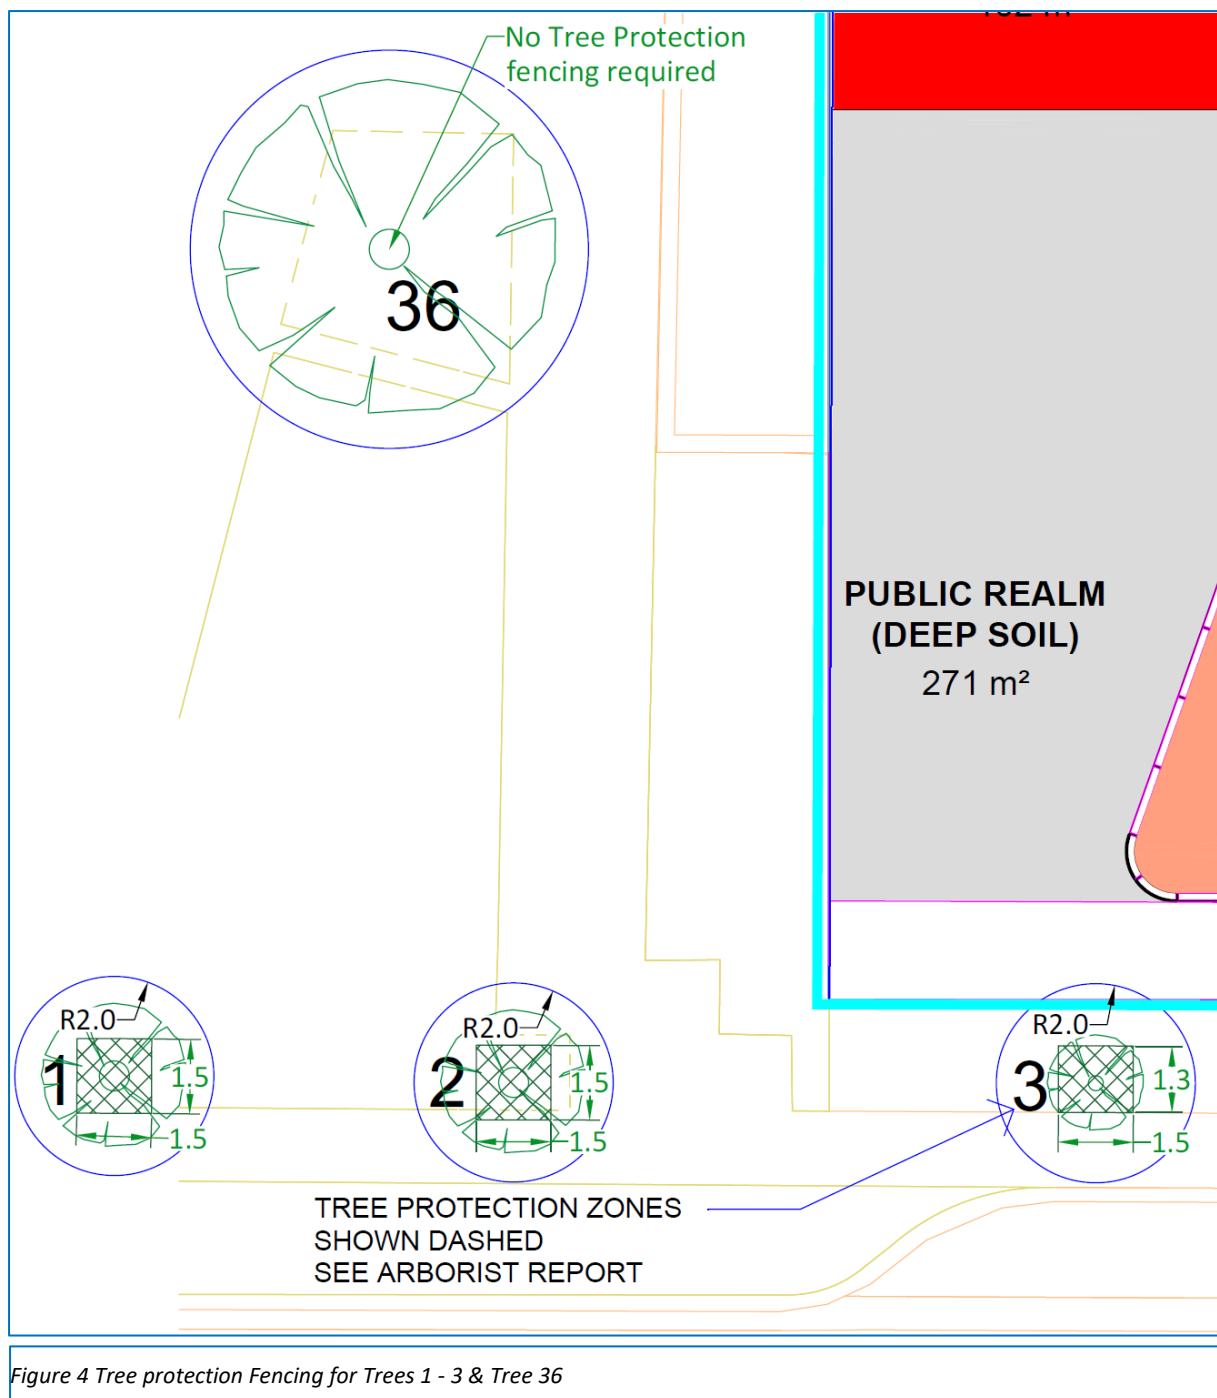 No Tree Protection
fencing required
36
PUBLIC REALM
(DEEP SOIL)
271 m²
R2.0
1
1.5
1.5
R2.0
2
1.5
1.5
R2.0
3
1.3
1.5
TREE PROTECTION ZONES
SHOWN DASHED
SEE ARBORIST REPORT
Figure 4 Tree protection Fencing for Trees 1 - 3 & Tree 36